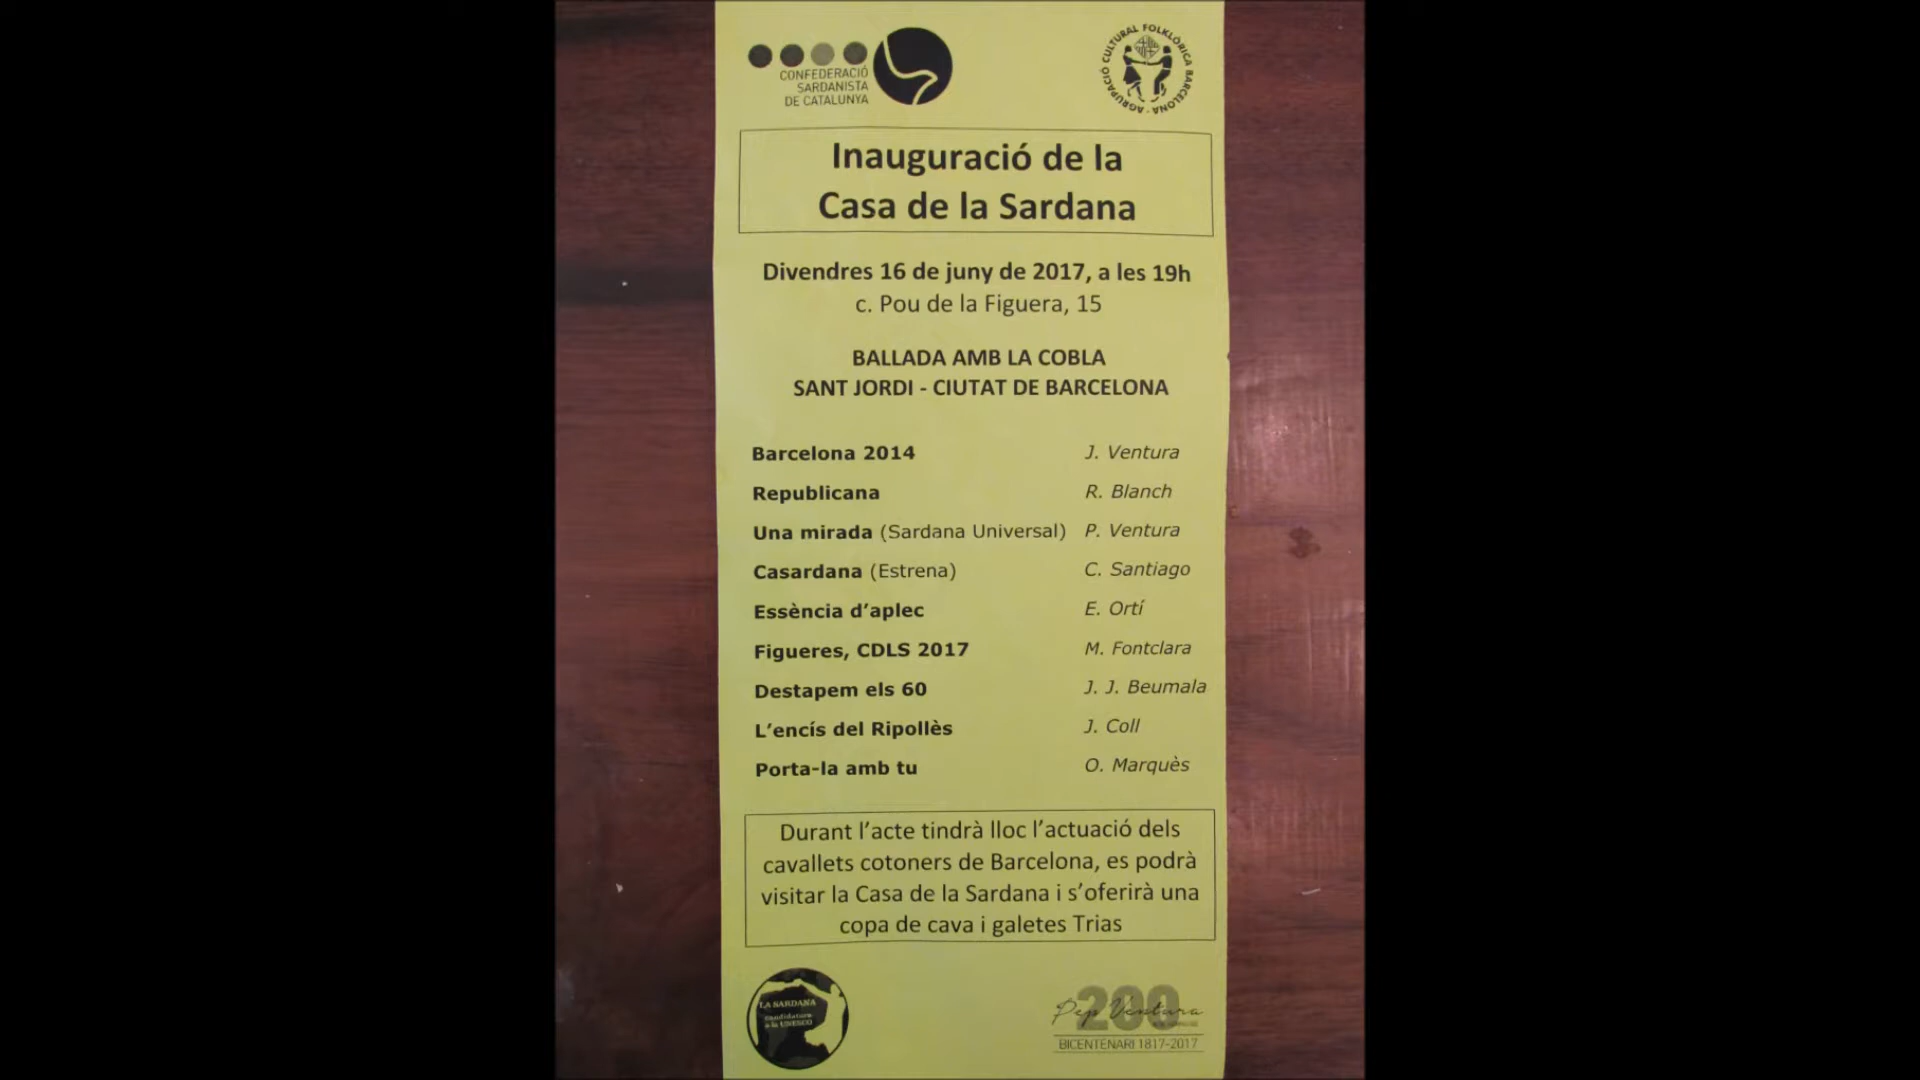 CONFEDERACIÓ
SARDANISTA
DE CATALUNYA
AGRUPACIÓ CULTURAL FOLKLÒRICA BARCELONA
Inauguració de la
Casa de la Sardana
Divendres 16 de juny de 2017, a les 19h
c. Pou de la Figuera, 15
BALLADA AMB LA COBLA
SANT JORDI - CIUTAT DE BARCELONA
Barcelona 2014 J. Ventura
Republicana R. Blanch
Una mirada (Sardana Universal) P. Ventura
Casardana (Estrena) C. Santiago
Essència d’aplec E. Ortí
Figueres, CDLS 2017 M. Fontclara
Destapem els 60 J. J. Beumala
L’encís del Ripollès J. Coll
Porta-la amb tu O. Marquès
Durant l’acte tindrà lloc l’actuació dels
cavallets cotoners de Barcelona, es podrà
visitar la Casa de la Sardana i s’oferirà una
copa de cava i galetes Trias
LA SARDANA
candidatura
a la UNESCO
200
Pep Ventura
BICENTENARI 1817-2017